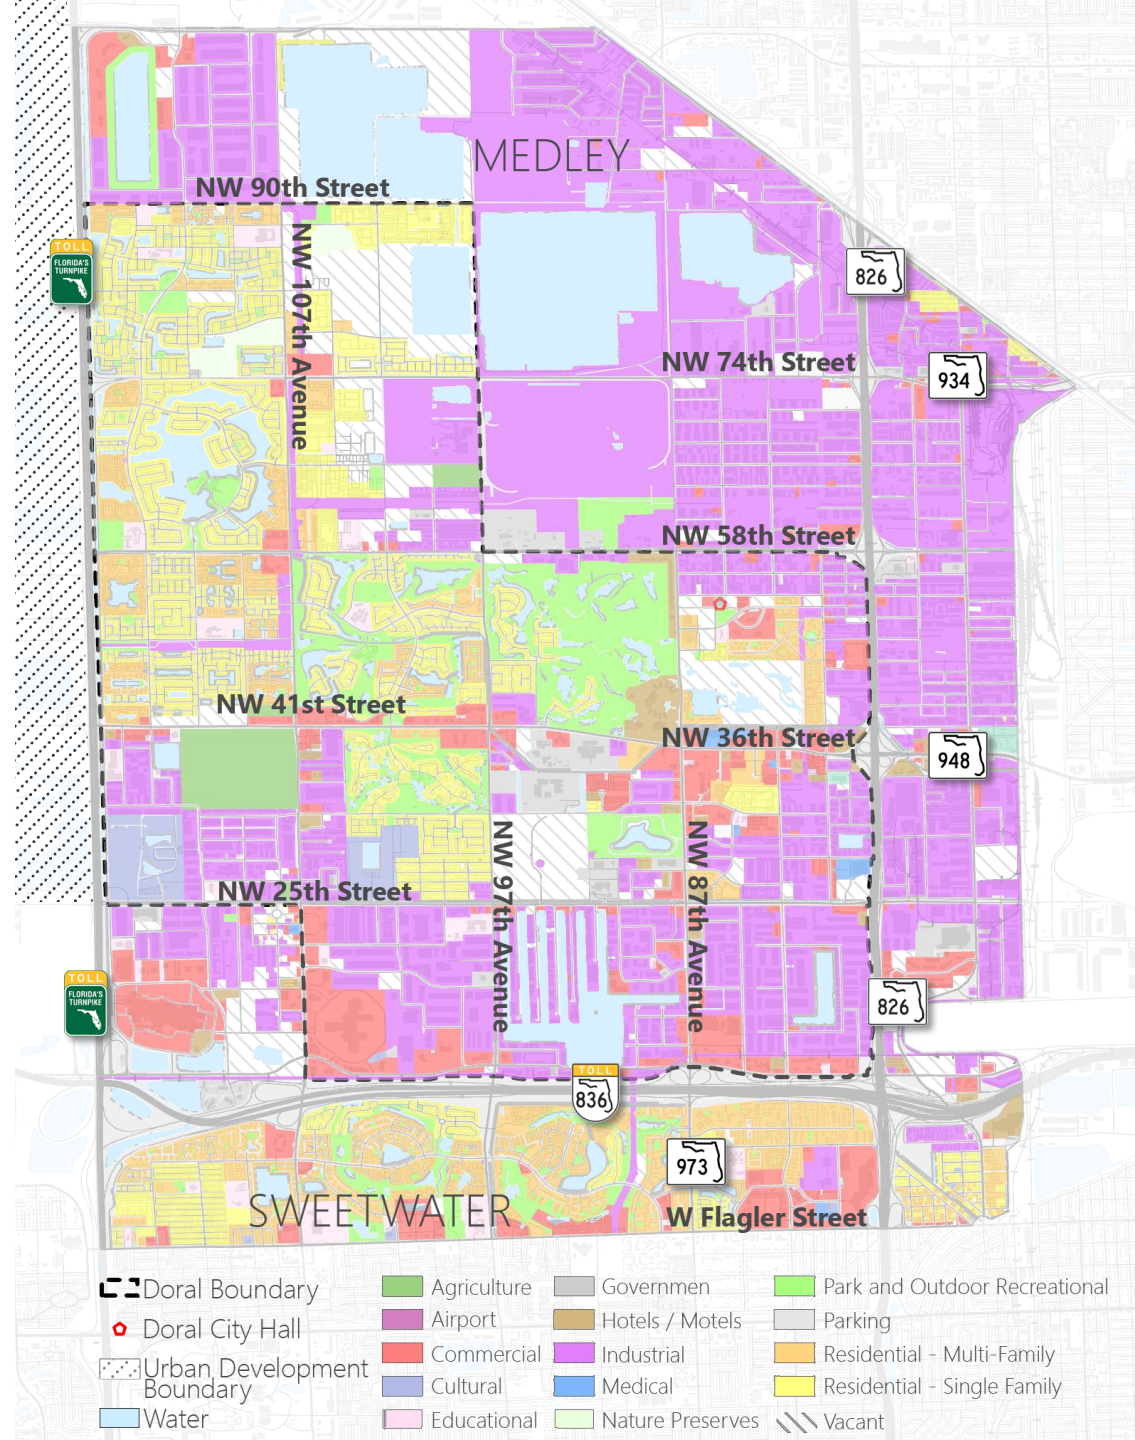 MEDLEY
NW 90th Street
TOLL
FLORIDA'S
TURNPIKE
NW 107th Avenue
826
NW 74th Street
934
NW 58th Street
NW 41st Street
NW 36th Street
948
NW 97th Avenue
NW 87th Avenue
NW 25th Street
TOLL
FLORIDA'S
TURNPIKE
826
TOLL
836
973
SWEETWATER
W Flagler Street
Doral Boundary
Doral City Hall
Urban Development
Boundary
Water
Agriculture
Airport
Commercial
Cultural
Educational
Governmen
Hotels / Motels
Industrial
Medical
Nature Preserves
Park and Outdoor Recreational
Parking
Residential - Multi-Family
Residential - Single Family
Vacant